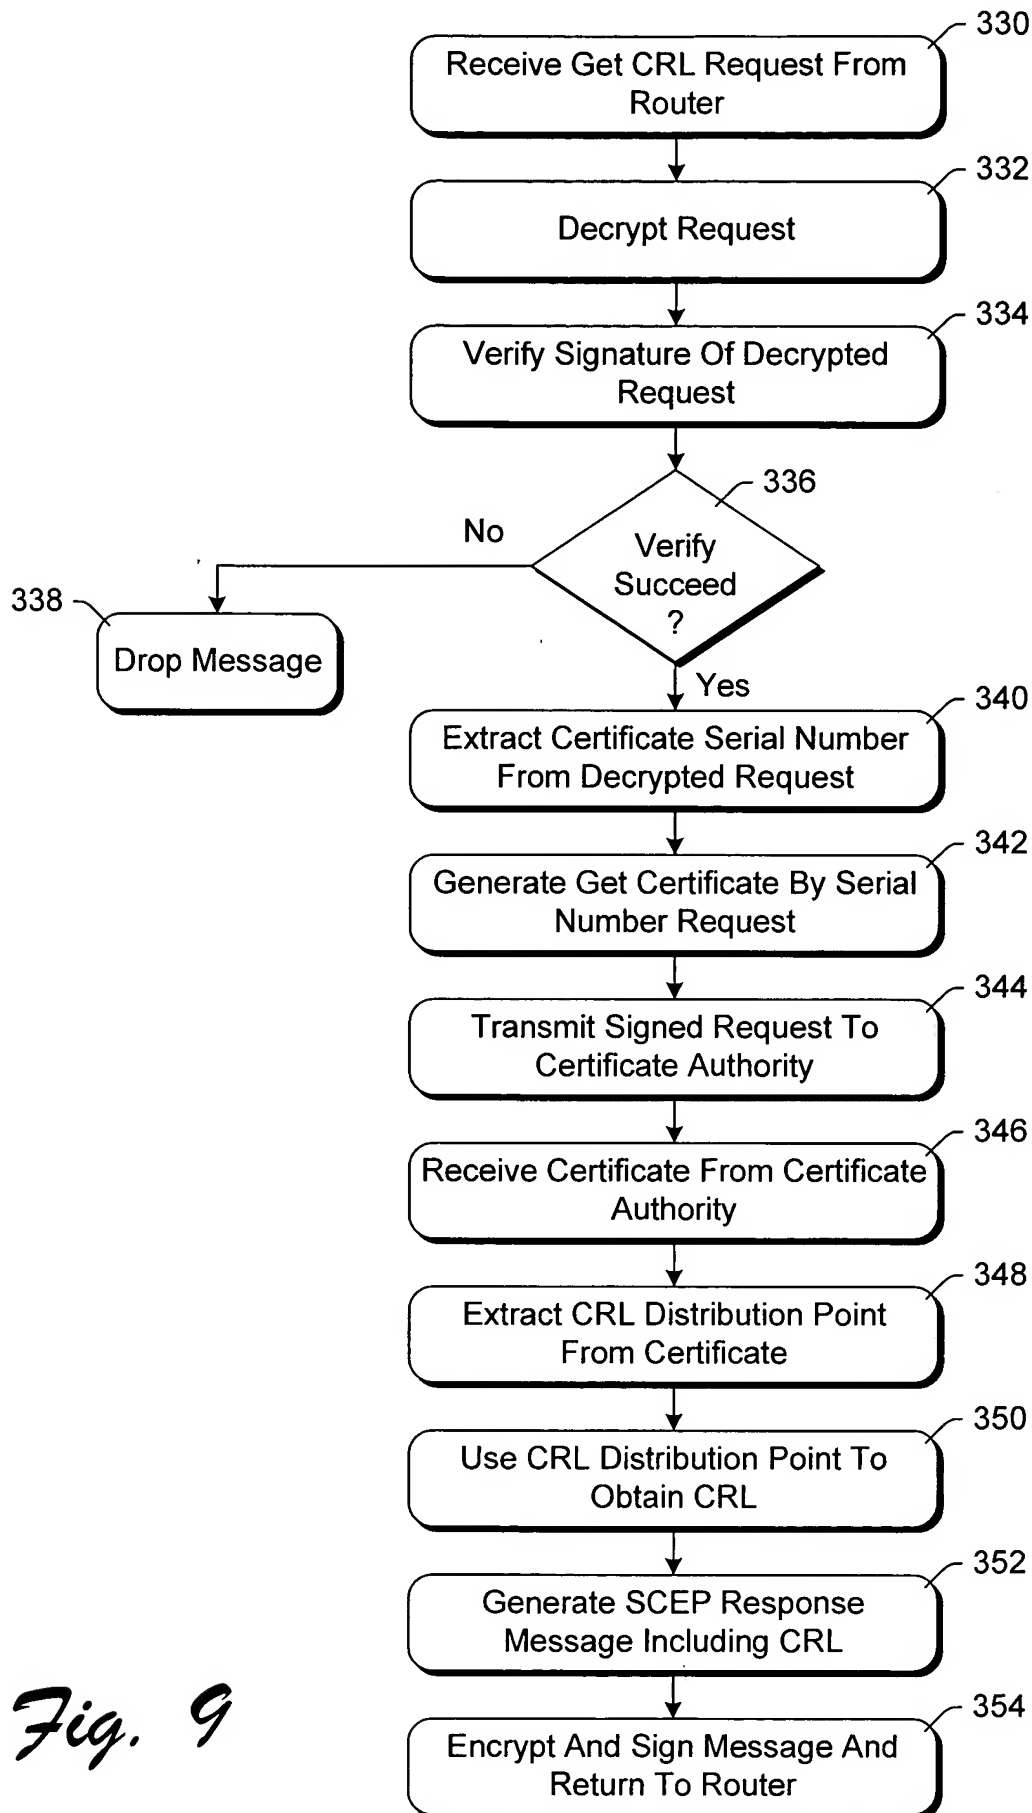 330
Receive Get CRL Request From
Router
332
Decrypt Request
334
Verify Signature Of Decrypted
Request
336
Verify
Succeed
?
No
338
Drop Message
Yes
340
Extract Certificate Serial Number
From Decrypted Request
342
Generate Get Certificate By Serial
Number Request
344
Transmit Signed Request To
Certificate Authority
346
Receive Certificate From Certificate
Authority
348
Extract CRL Distribution Point
From Certificate
350
Use CRL Distribution Point To
Obtain CRL
352
Generate SCEP Response
Message Including CRL
354
Encrypt And Sign Message And
Return To Router
Fig. 9